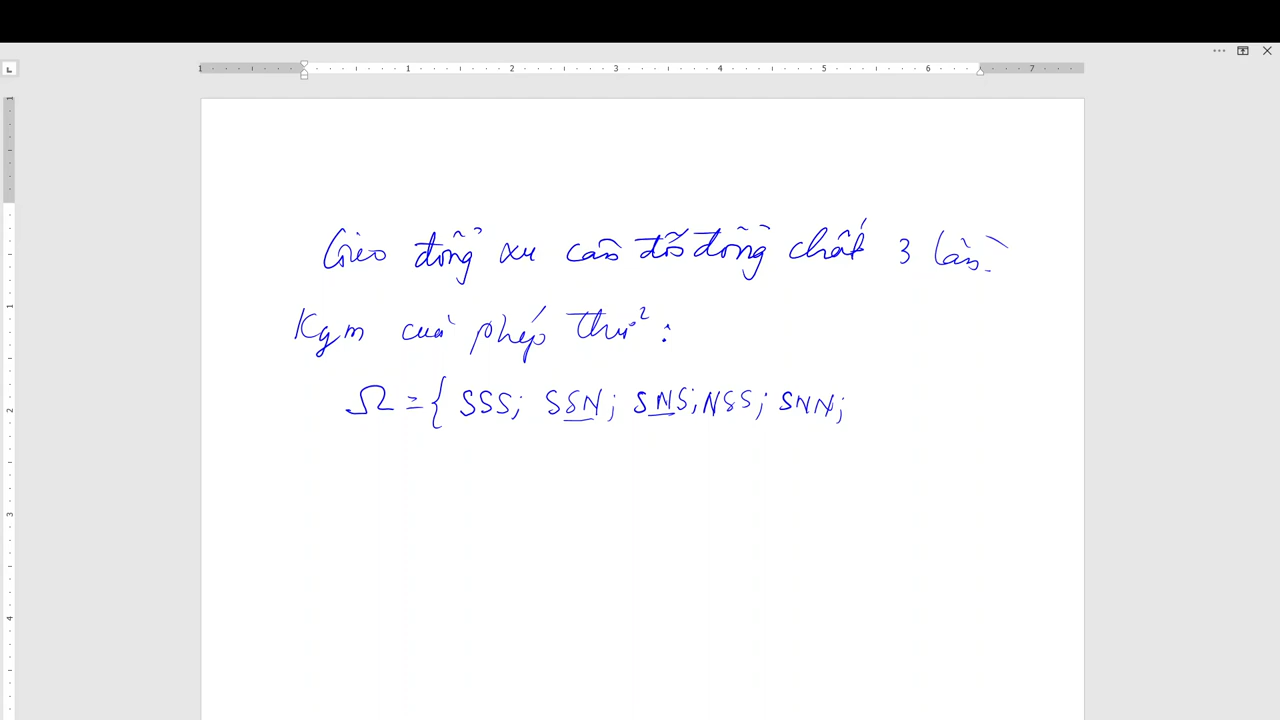 Gieo đồng xu cân đối đồng chất 3 lần.
Kgm của phép thử :
Ω = { SSS; SSN; SNS; NSS; SNN;